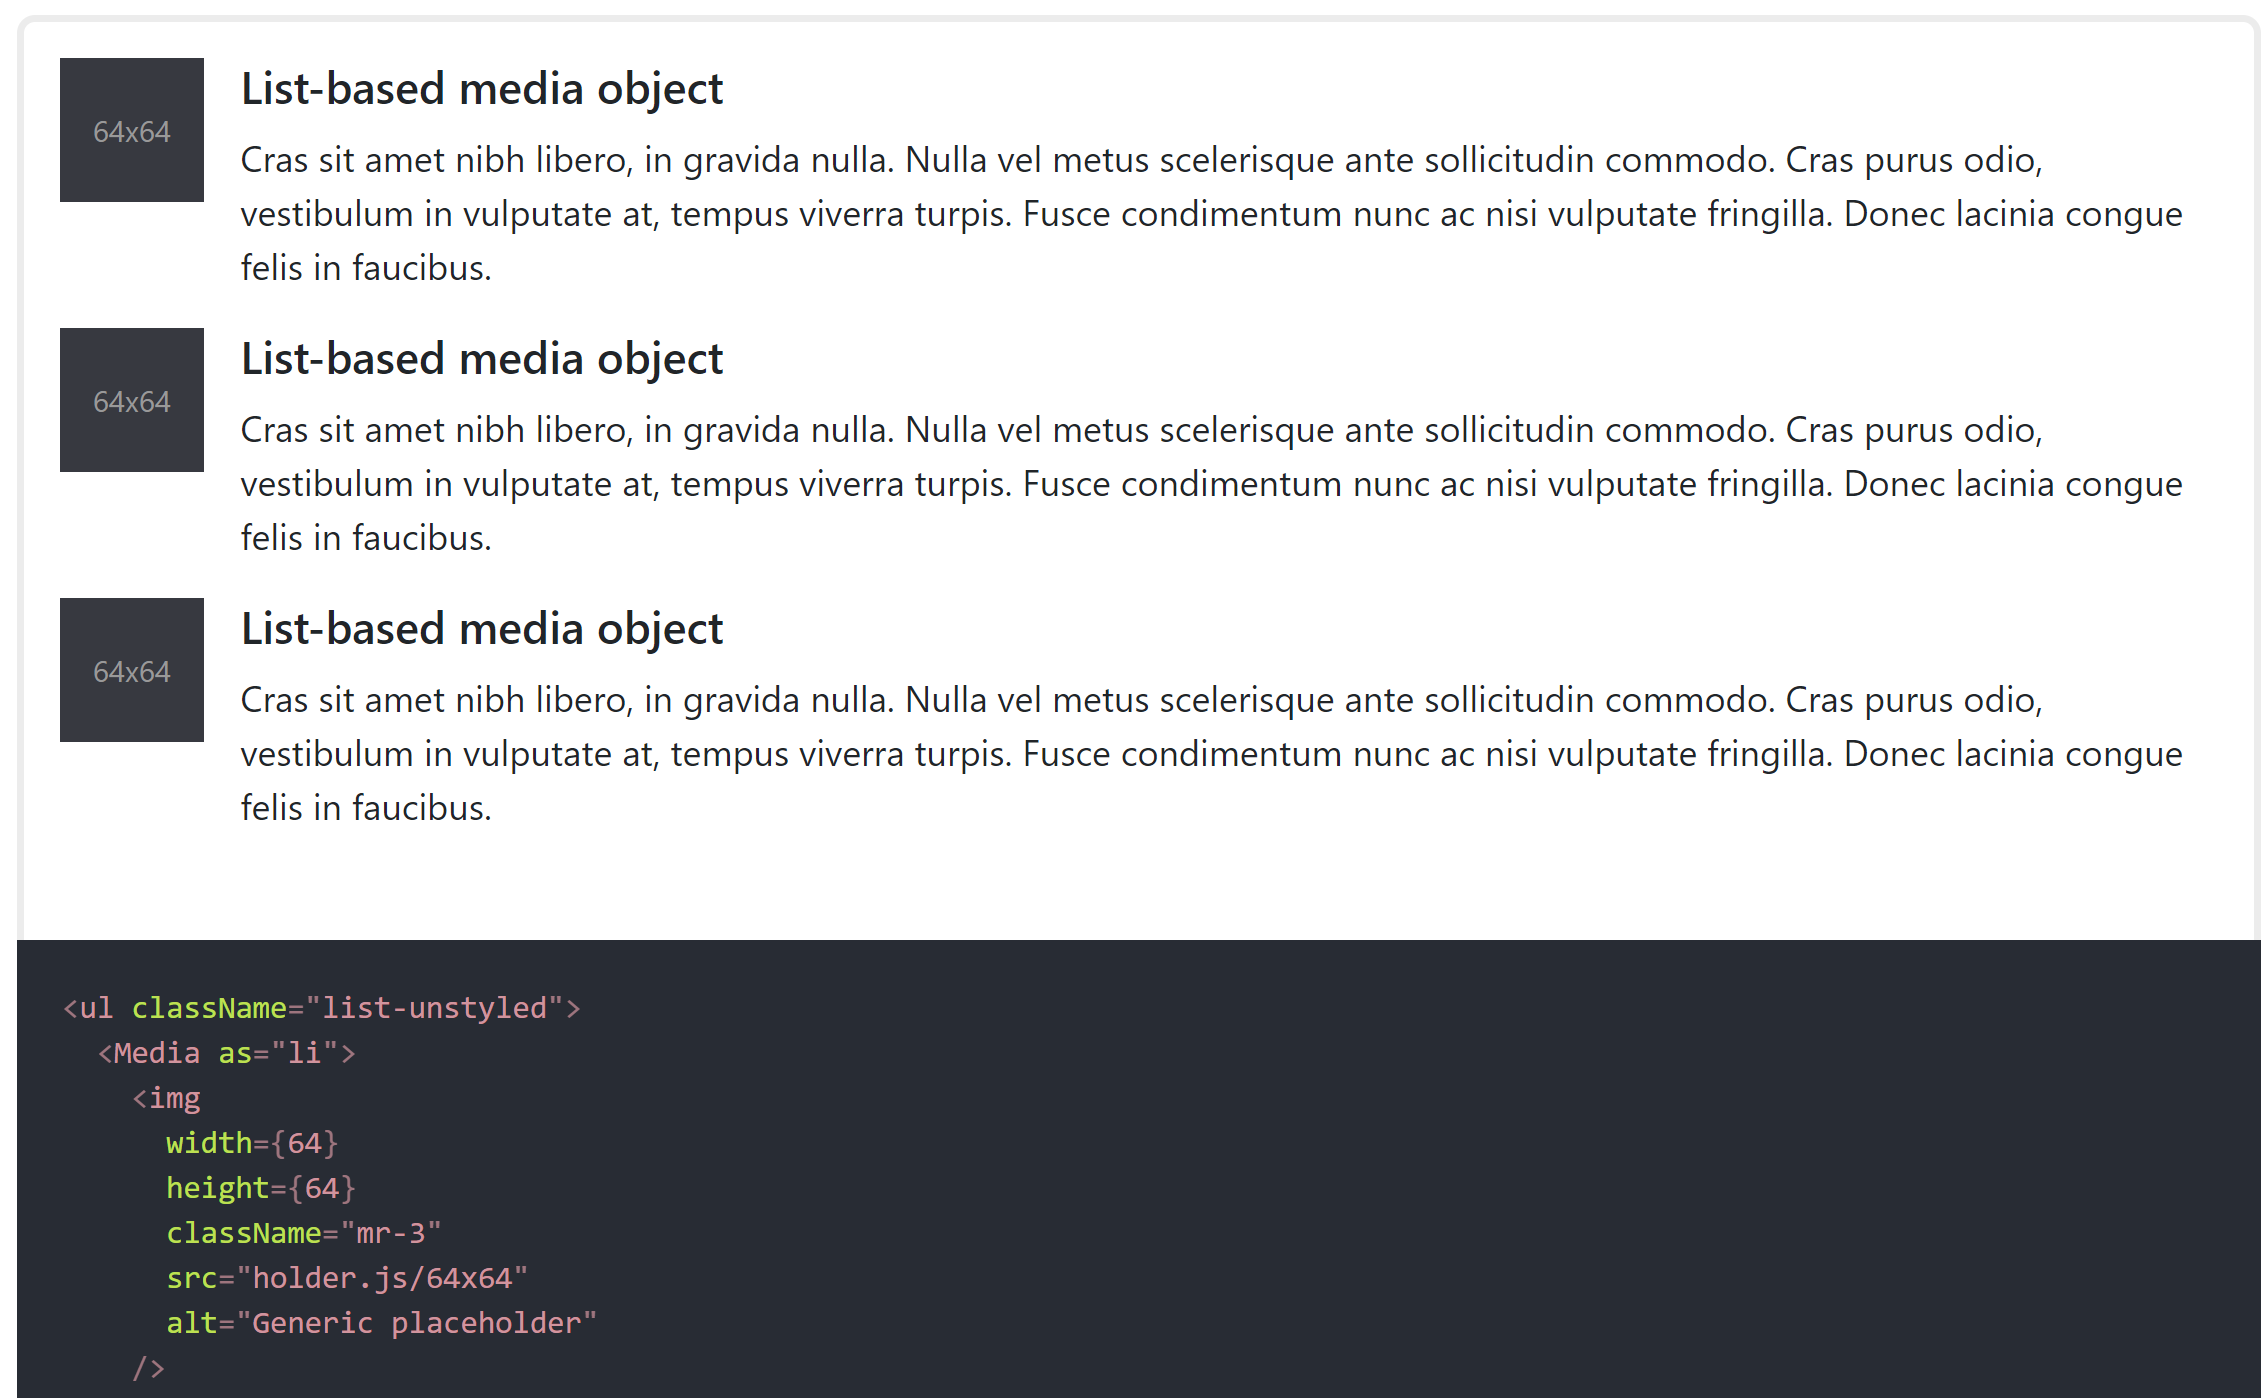 64x64
List-based media object
Cras sit amet nibh libero, in gravida nulla. Nulla vel metus scelerisque ante sollicitudin commodo. Cras purus odio,
vestibulum in vulputate at, tempus viverra turpis. Fusce condimentum nunc ac nisi vulputate fringilla. Donec lacinia congue
felis in faucibus.
64x64
List-based media object
Cras sit amet nibh libero, in gravida nulla. Nulla vel metus scelerisque ante sollicitudin commodo. Cras purus odio,
vestibulum in vulputate at, tempus viverra turpis. Fusce condimentum nunc ac nisi vulputate fringilla. Donec lacinia congue
felis in faucibus.
64x64
List-based media object
Cras sit amet nibh libero, in gravida nulla. Nulla vel metus scelerisque ante sollicitudin commodo. Cras purus odio,
vestibulum in vulputate at, tempus viverra turpis. Fusce condimentum nunc ac nisi vulputate fringilla. Donec lacinia congue
felis in faucibus.
<ul className="list-unstyled">
  <Media as="li">
    <img
      width={64}
      height={64}
      className="mr-3"
      src="holder.js/64x64"
      alt="Generic placeholder"
    />